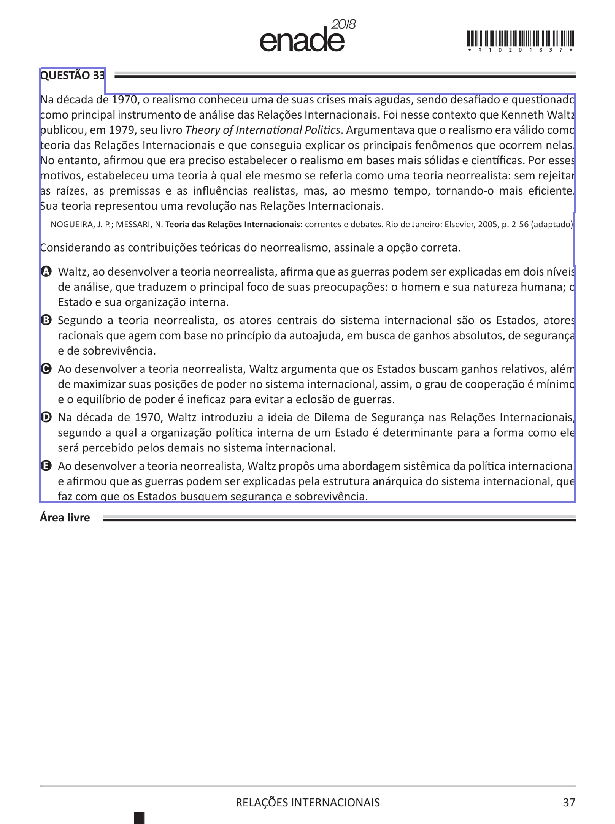 enade 2018
*R1020183 7*
QUESTÃO 33
Na década de 1970, o realismo conheceu uma de suas crises mais agudas, sendo desafiado e questionado
como principal instrumento de análise das Relações Internacionais. Foi nesse contexto que Kenneth Waltz
publicou, em 1979, seu livro Theory of International Politics. Argumentava que o realismo era válido como
teoria das Relações Internacionais e que conseguia explicar os principais fenômenos que ocorrem nelas.
No entanto, afirmou que era preciso estabelecer o realismo em bases mais sólidas e científicas. Por esses
motivos, estabeleceu uma teoria à qual ele mesmo se referia como uma teoria neorrealista: sem rejeitar
as raízes, as premissas e as influências realistas, mas, ao mesmo tempo, tornando-o mais eficiente.
Sua teoria representou uma revolução nas Relações Internacionais.
NOGUEIRA, J. P.; MESSARI, N. Teoria das Relações Internacionais: correntes e debates. Rio de Janeiro: Elsevier, 2005, p. 2-56 (adaptado)
Considerando as contribuições teóricas do neorrealismo, assinale a opção correta.
A Waltz, ao desenvolver a teoria neorrealista, afirma que as guerras podem ser explicadas em dois níveis
de análise, que traduzem o principal foco de suas preocupações: o homem e sua natureza humana; o
Estado e sua organização interna.
B Segundo a teoria neorrealista, os atores centrais do sistema internacional são os Estados, atores
racionais que agem com base no princípio da autoajuda, em busca de ganhos absolutos, de segurança
e de sobrevivência.
C Ao desenvolver a teoria neorrealista, Waltz argumenta que os Estados buscam ganhos relativos, além
de maximizar suas posições de poder no sistema internacional, assim, o grau de cooperação é mínimo
e o equilíbrio de poder é ineficaz para evitar a eclosão de guerras.
D Na década de 1970, Waltz introduziu a ideia de Dilema de Segurança nas Relações Internacionais,
segundo a qual a organização política interna de um Estado é determinante para a forma como ele
será percebido pelos demais no sistema internacional.
E Ao desenvolver a teoria neorrealista, Waltz propôs uma abordagem sistêmica da política internacional
e afirmou que as guerras podem ser explicadas pela estrutura anárquica do sistema internacional, que
faz com que os Estados busquem segurança e sobrevivência.
Área livre
RELAÇÕES INTERNACIONAIS 37